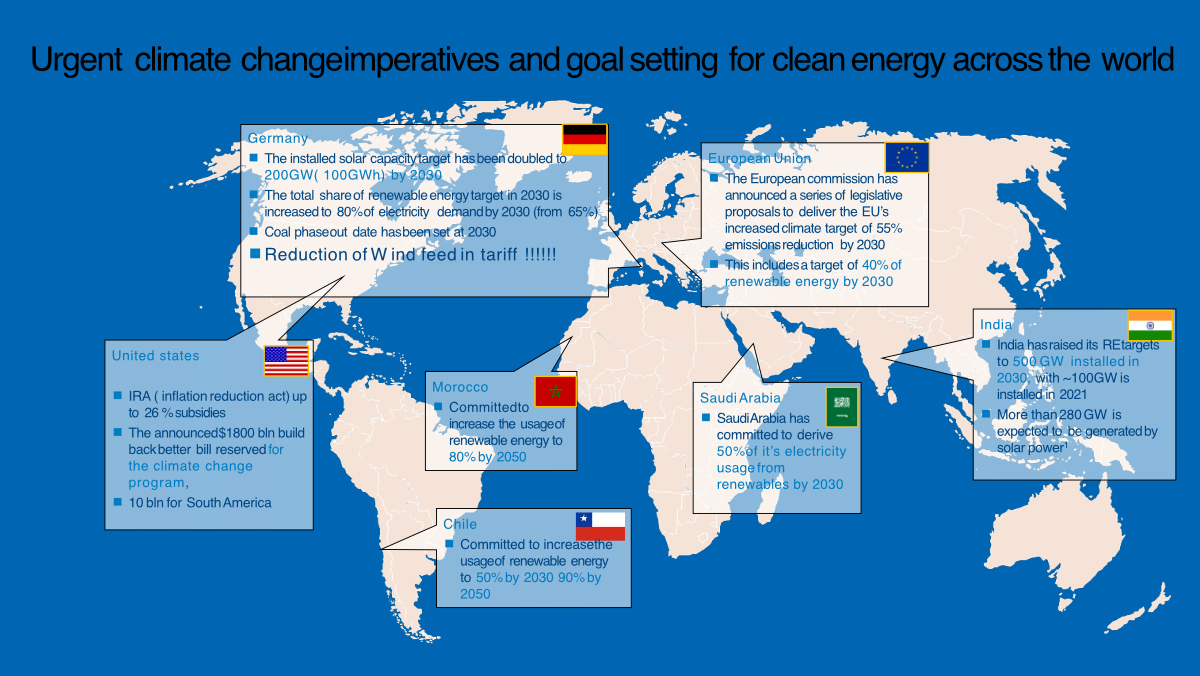 Urgent climate change imperatives and goal setting for clean energy across the world
Germany
The installed solar capacity target has been doubled to
200GW( 100GWh) by 2030
The total share of renewable energy target in 2030 is
increased to 80% of electricity demand by 2030 (from 65%)
Coal phaseout date has been set at 2030
Reduction of Wind feed in tariff !!!!!!
European Union
The European commission has
announced a series of legislative
proposals to deliver the EU's
increased climate target of 55%
emissions reduction by 2030
This includes a target of 40% of
renewable energy by 2030
India
India has raised its RE targets
to 500 GW installed in
2030, with ~100GW is
installed in 2021
More than 280 GW is
expected to be generated by
solar power¹
United states
IRA ( inflation reduction act) up
to 26 % subsidies
The announced $1800 bln build
back better bill reserved for
the climate change
program,
10 bln for South America
Morocco
Committed to
increase the usage of
renewable energy to
80% by 2050
Saudi Arabia
Saudi Arabia has
committed to derive
50% of it's electricity
usage from
renewables by 2030
Chile
Committed to increase the
usage of renewable energy
to 50% by 2030 90% by
2050